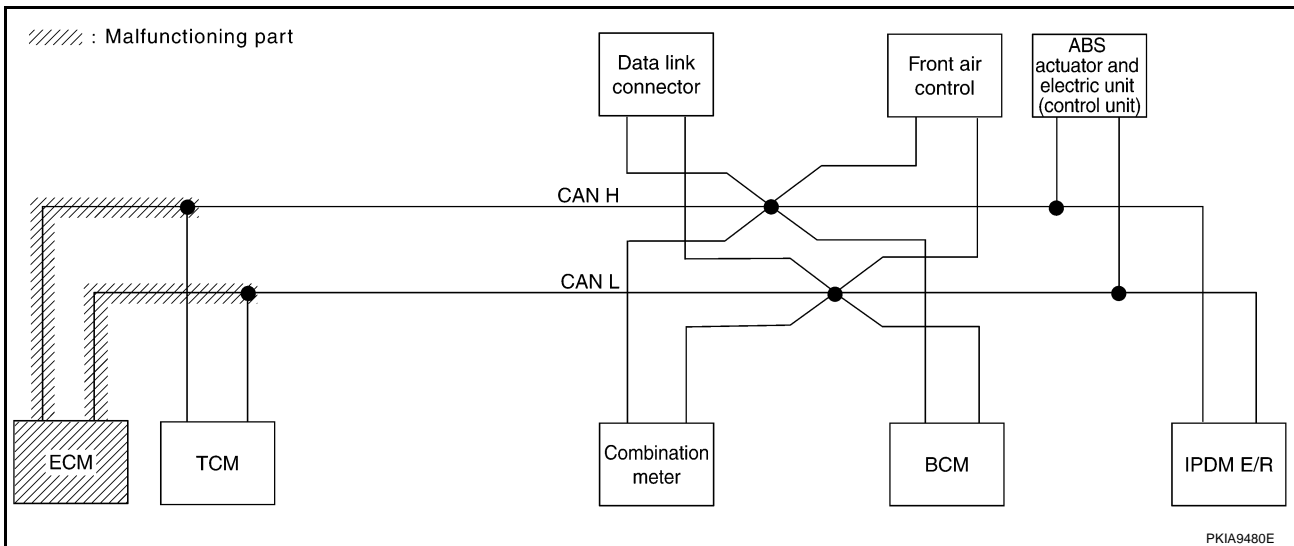 : Malfunctioning part
Data link
connector
Front air
control
ABS
actuator and
electric unit
(control unit)
CAN H
CAN L
ECM
TCM
Combination
meter
BCM
IPDM E/R
PKIA9480E